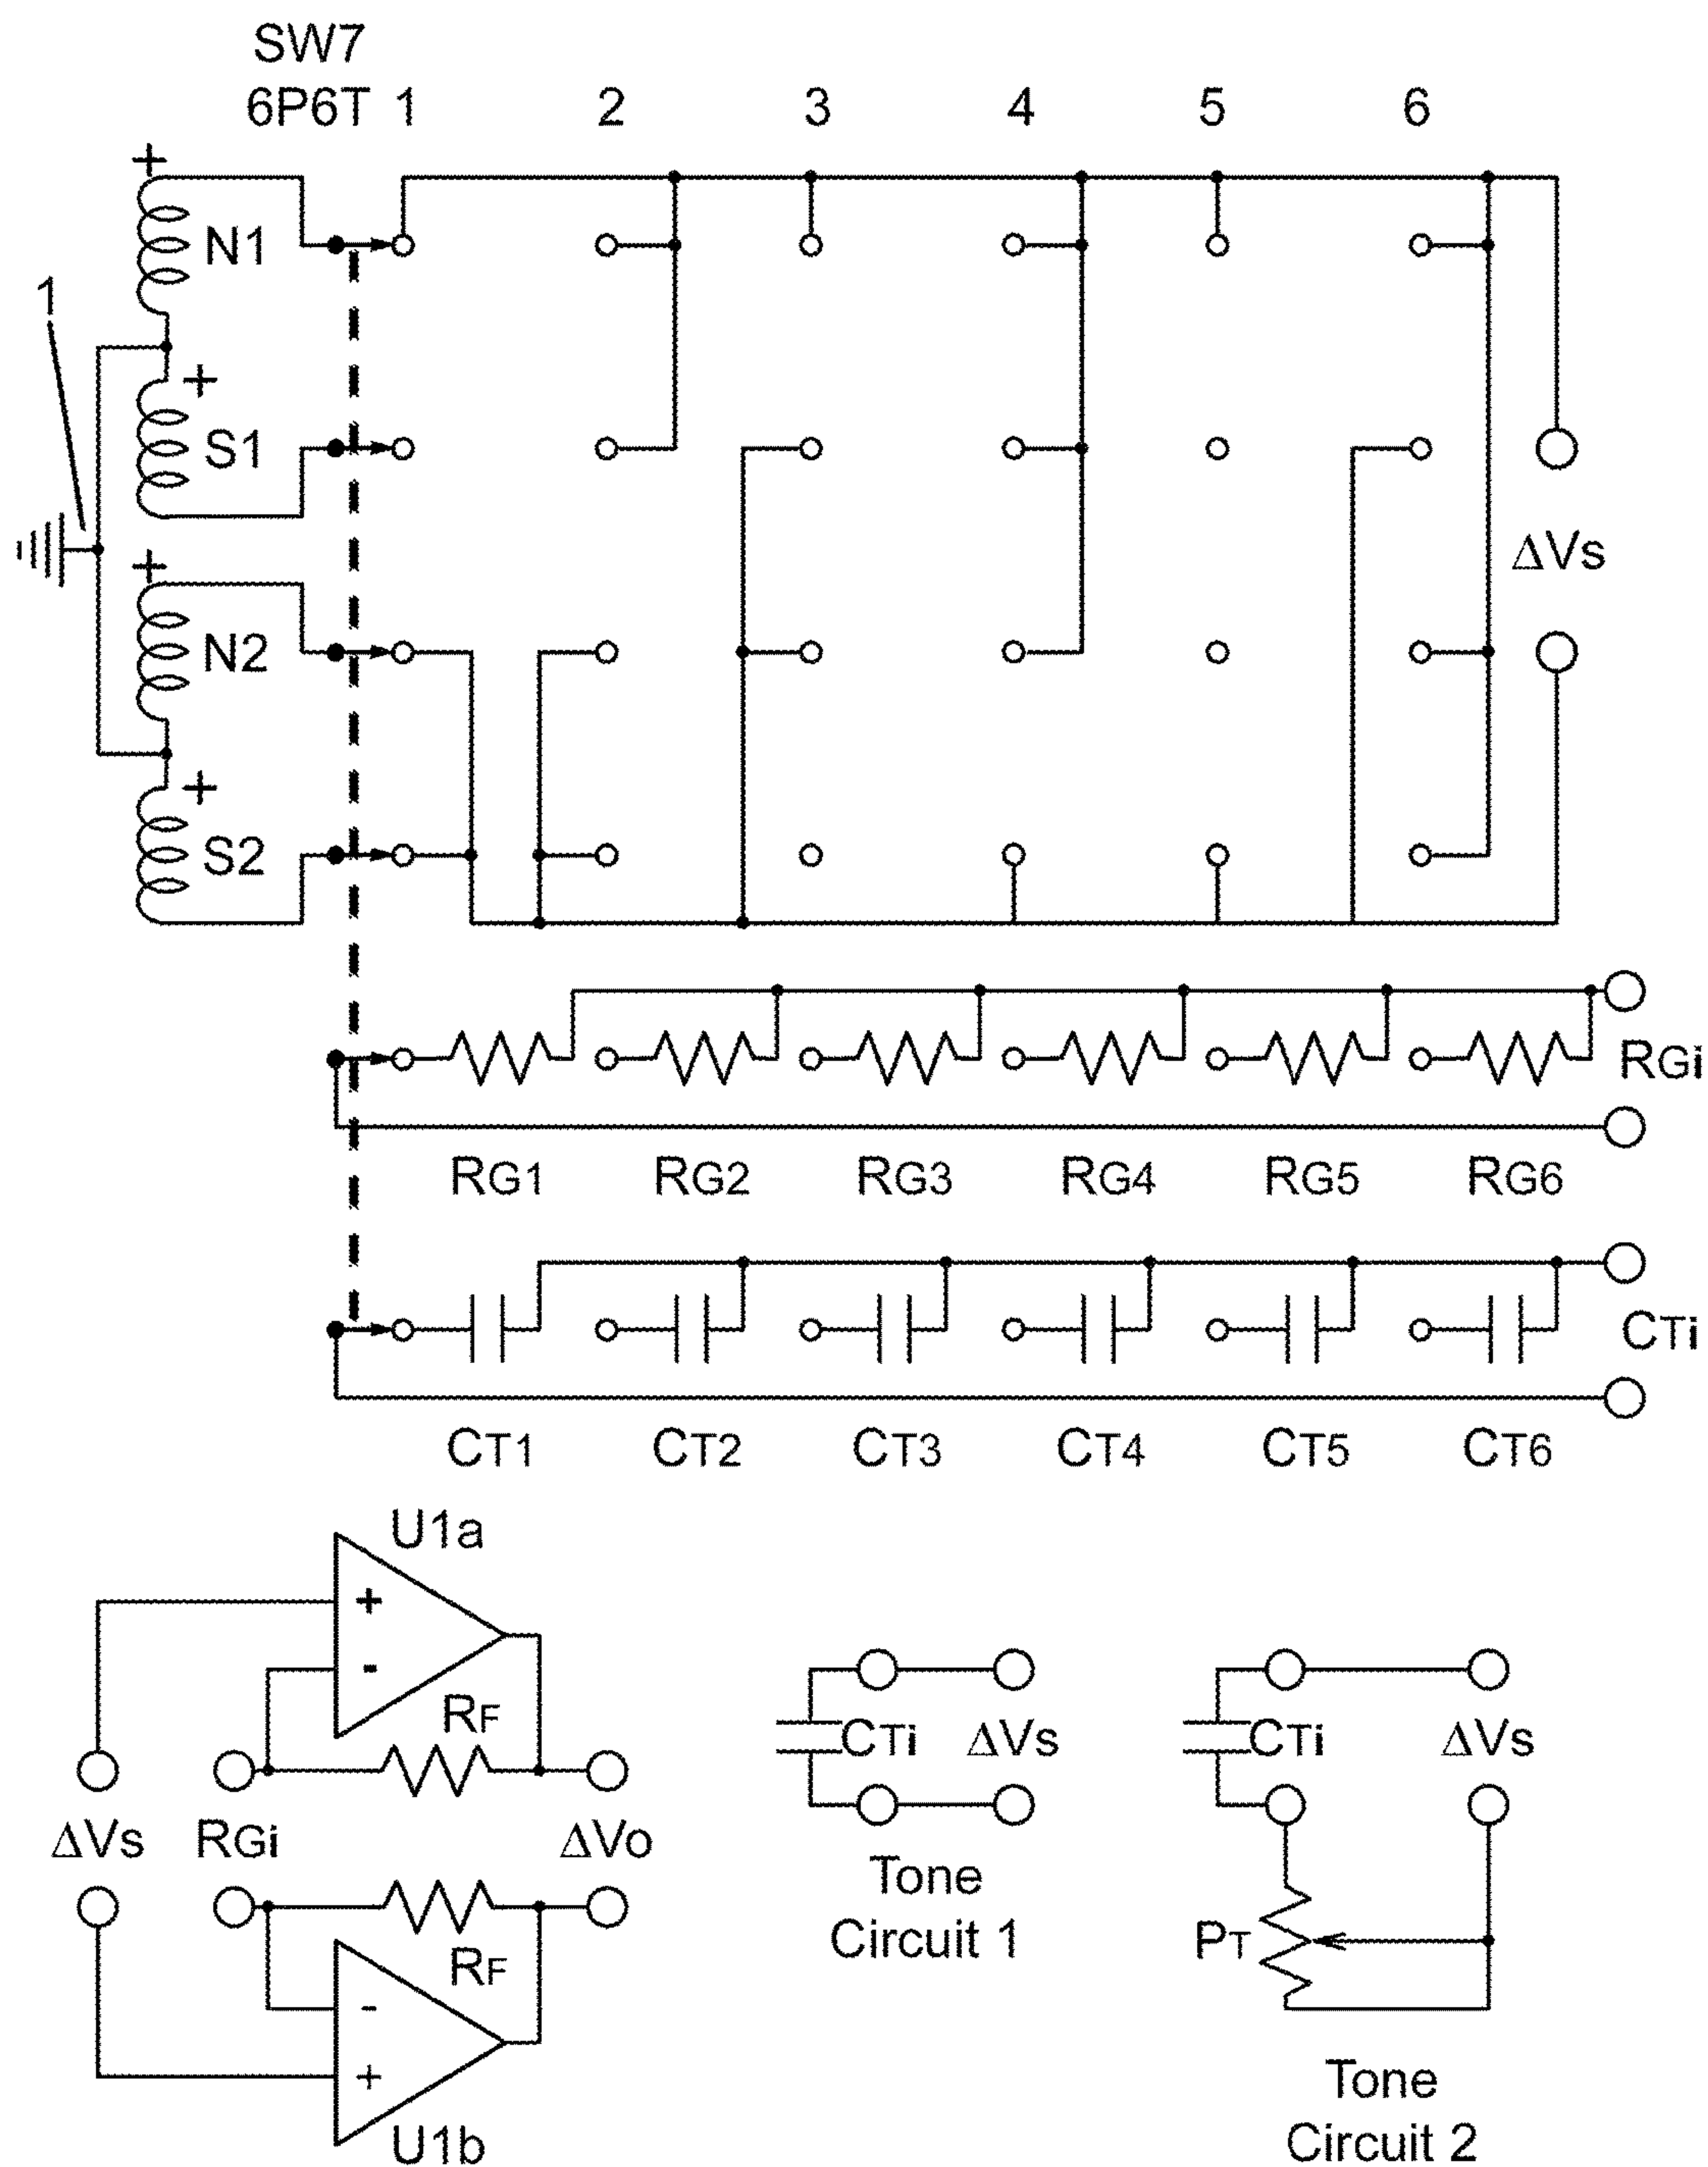 SW7
6P6T 1 2 3 4 5 6
+
N1
1
+
S1
ΔVs
+
N2
+
S2
RGi
RG1 RG2 RG3 RG4 RG5 RG6
CTi
CT1 CT2 CT3 CT4 CT5 CT6
U1a
+
-
RF
ΔVs RGi ΔVo
RF
-
+
U1b
CTi ΔVs
Tone
Circuit 1
CTi ΔVs
PT
Tone
Circuit 2